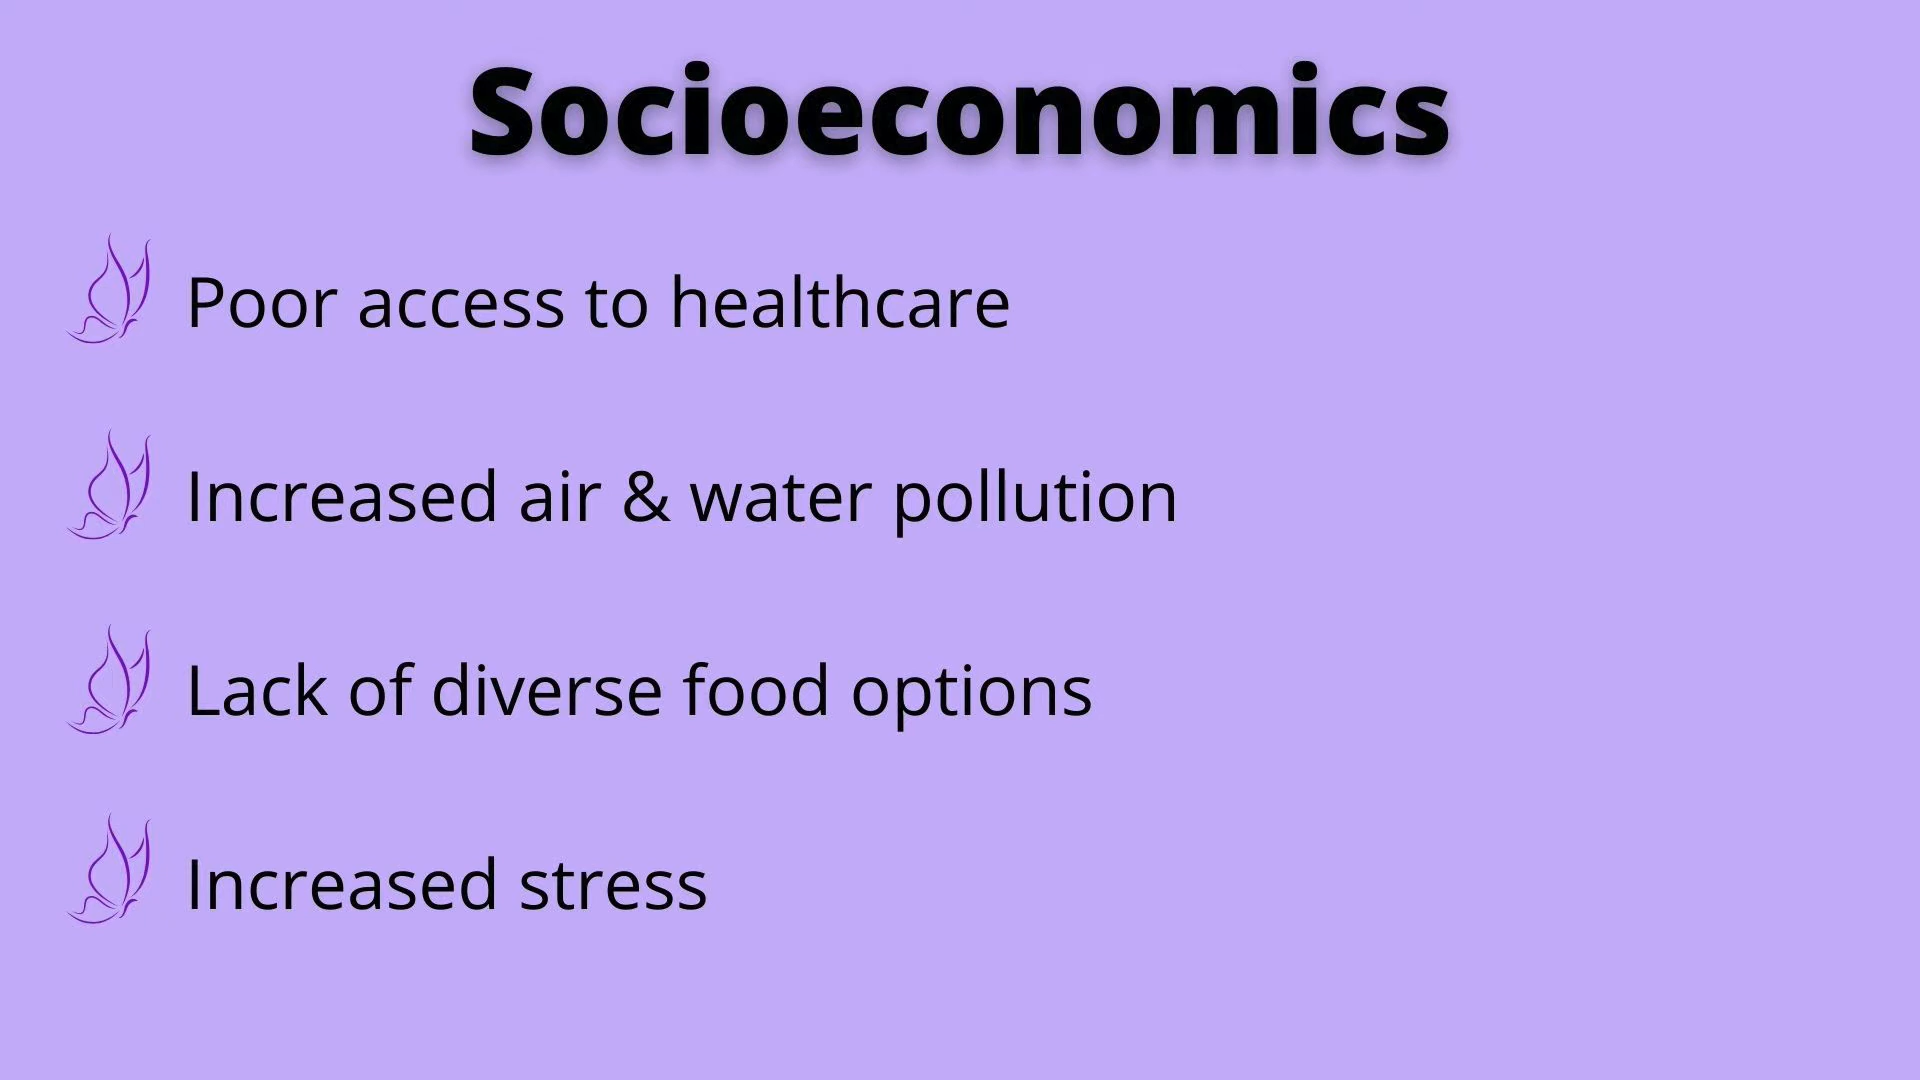 Socioeconomics
Poor access to healthcare
Increased air & water pollution
Lack of diverse food options
Increased stress